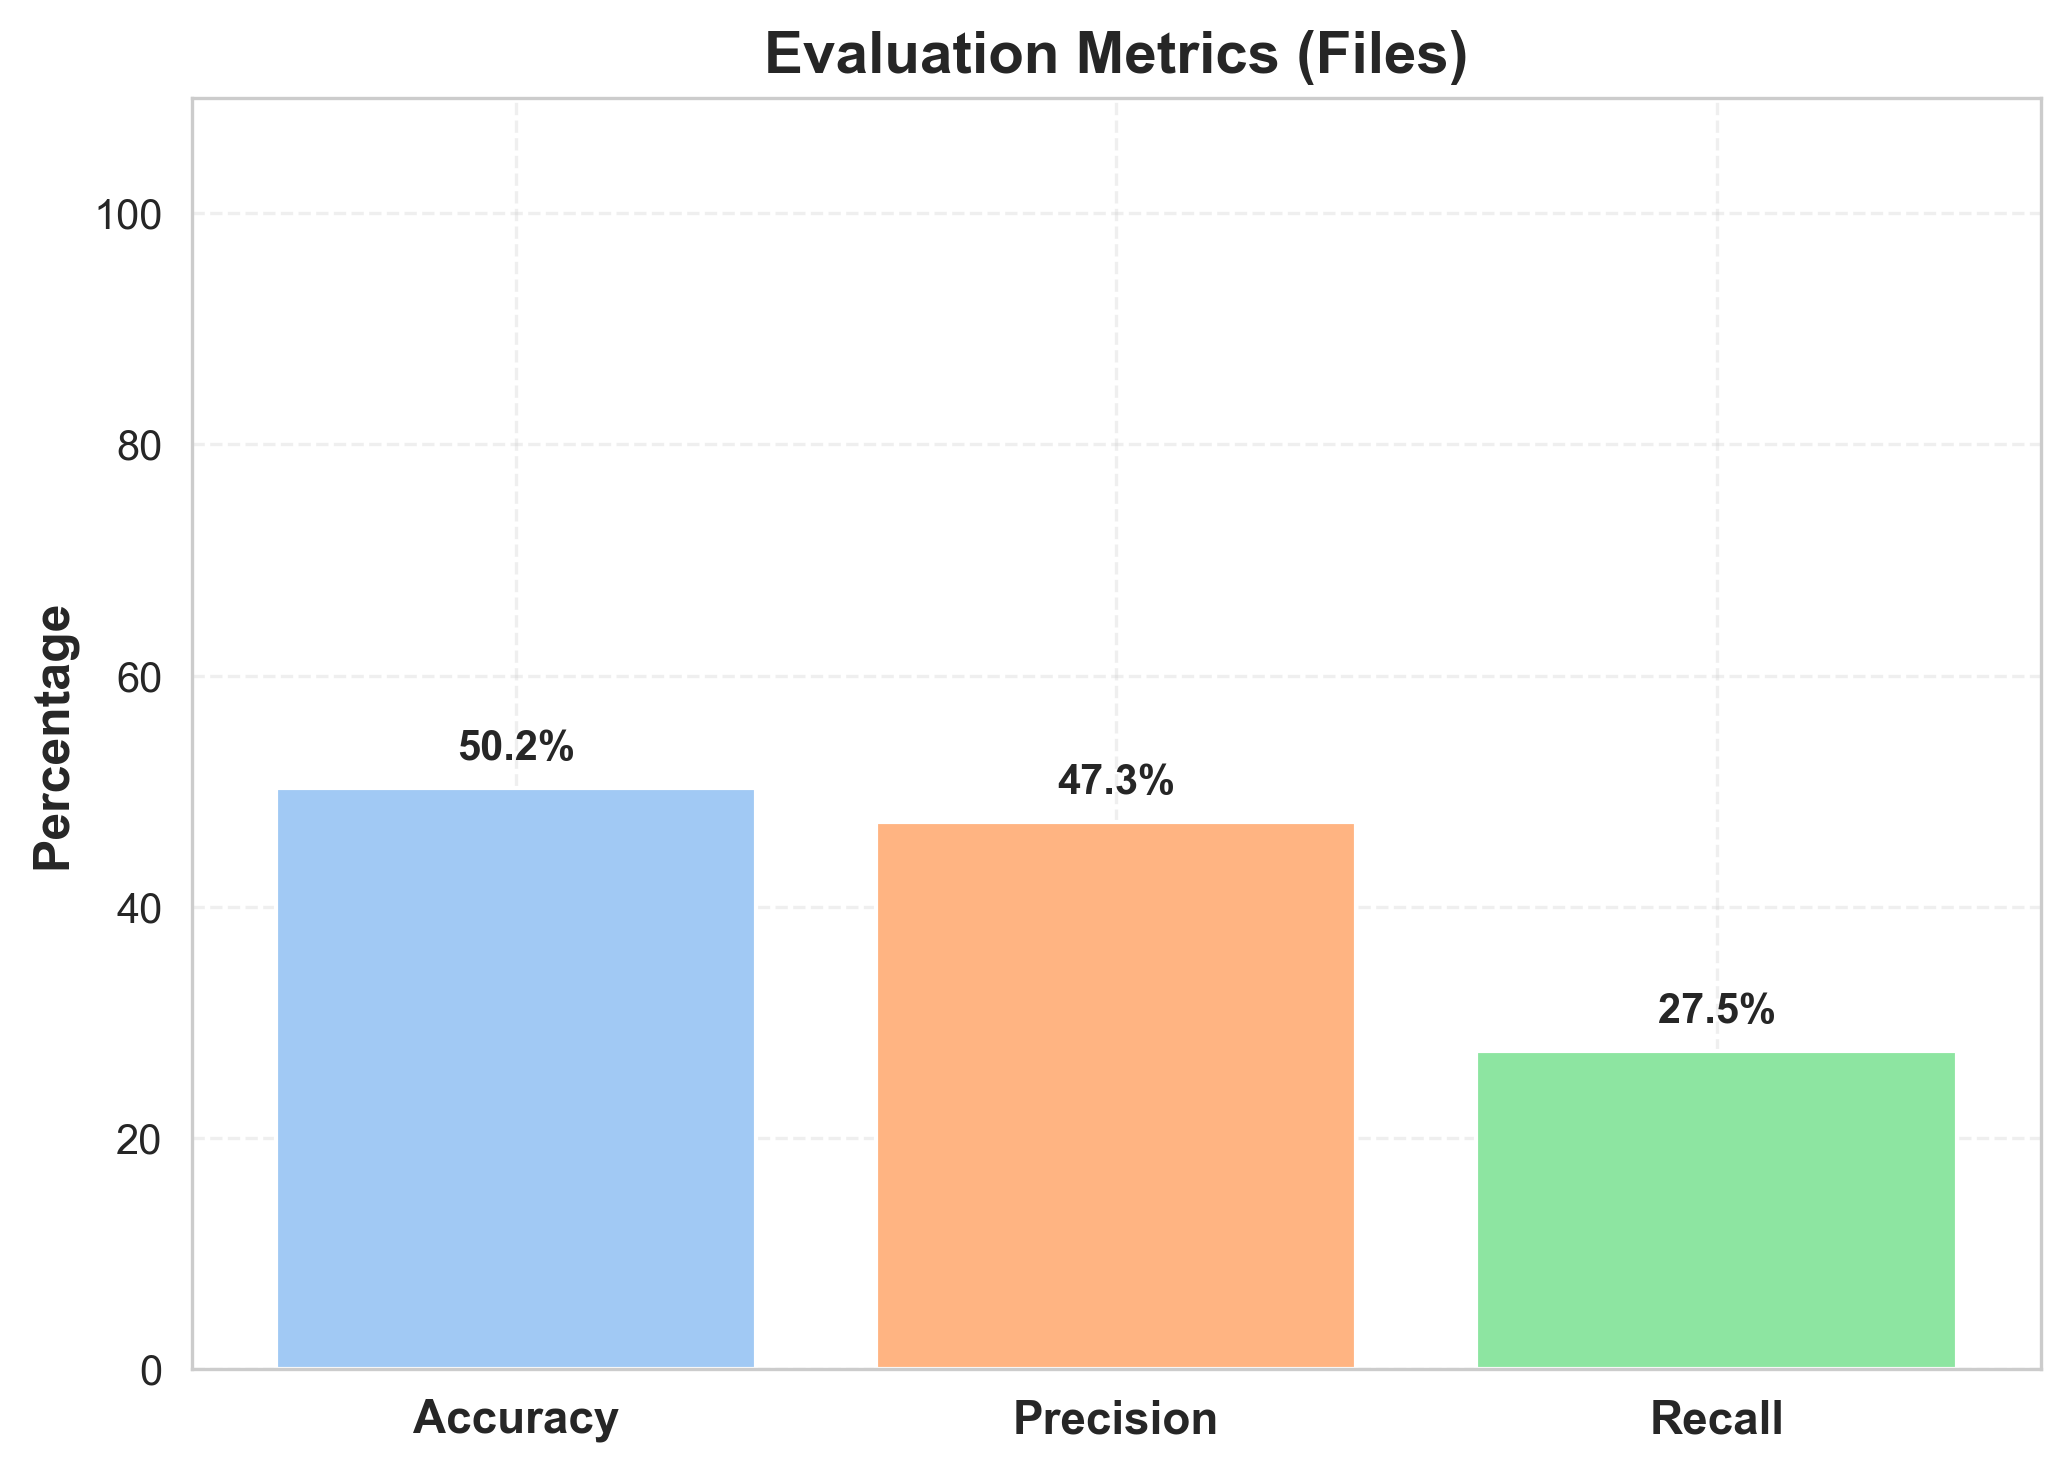 Evaluation Metrics (Files)
Percentage
100
80
60
40
20
0
50.2%
47.3%
27.5%
Accuracy
Precision
Recall